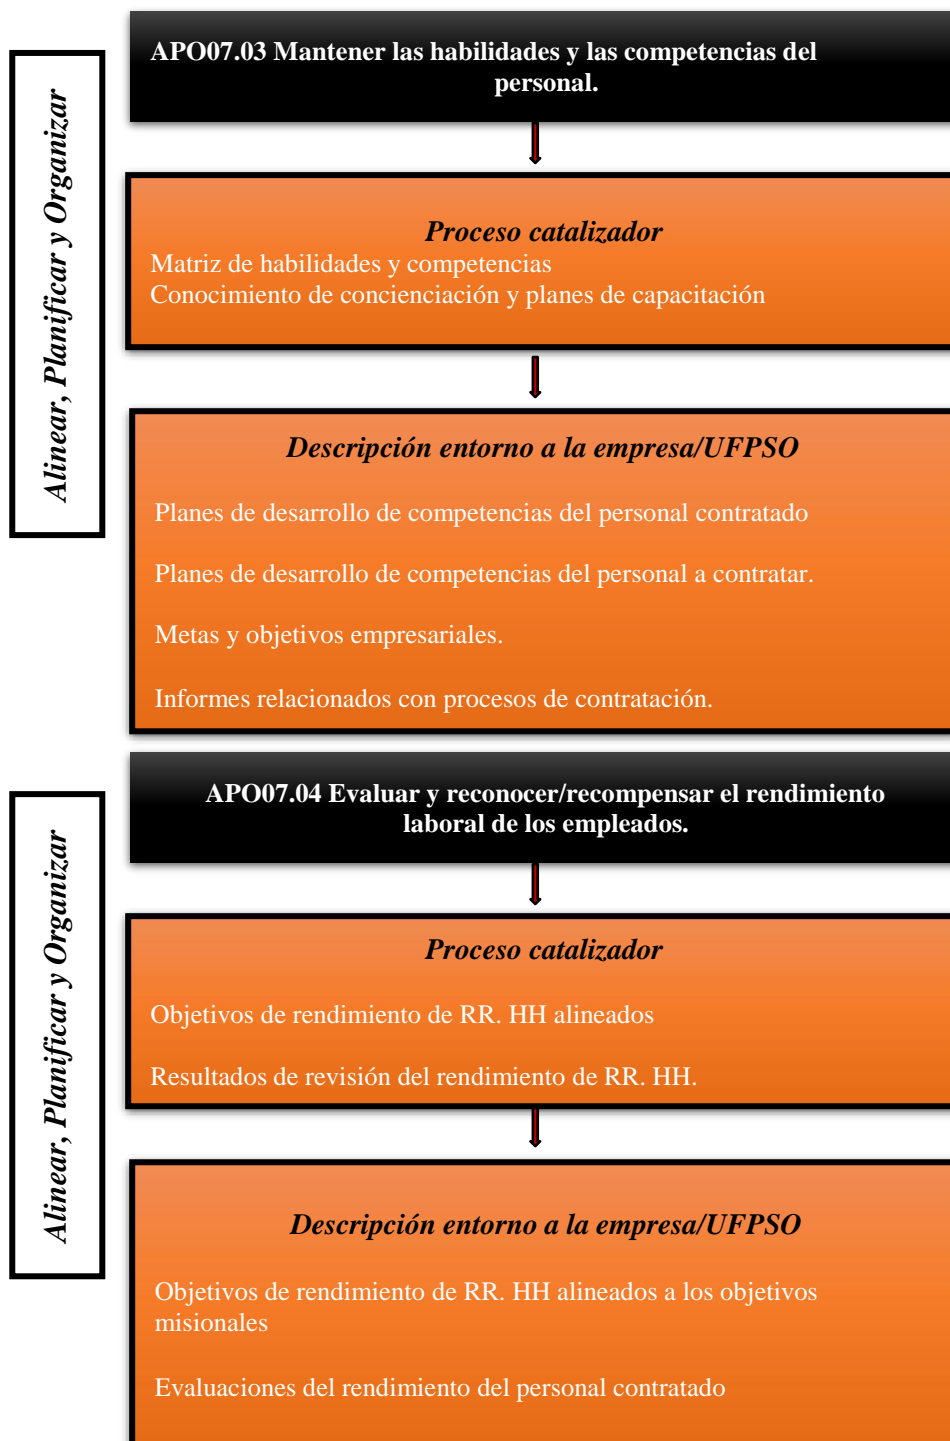 Alinear, Planificar y Organizar
APO07.03 Mantener las habilidades y las competencias del
personal.
Proceso catalizador
Matriz de habilidades y competencias
Conocimiento de concienciación y planes de capacitación
Descripción entorno a la empresa/UFPSO
Planes de desarrollo de competencias del personal contratado
Planes de desarrollo de competencias del personal a contratar.
Metas y objetivos empresariales.
Informes relacionados con procesos de contratación.
Alinear, Planificar y Organizar
APO07.04 Evaluar y reconocer/recompensar el rendimiento
laboral de los empleados.
Proceso catalizador
Objetivos de rendimiento de RR. HH alineados
Resultados de revisión del rendimiento de RR. HH.
Descripción entorno a la empresa/UFPSO
Objetivos de rendimiento de RR. HH alineados a los objetivos
misionales
Evaluaciones del rendimiento del personal contratado